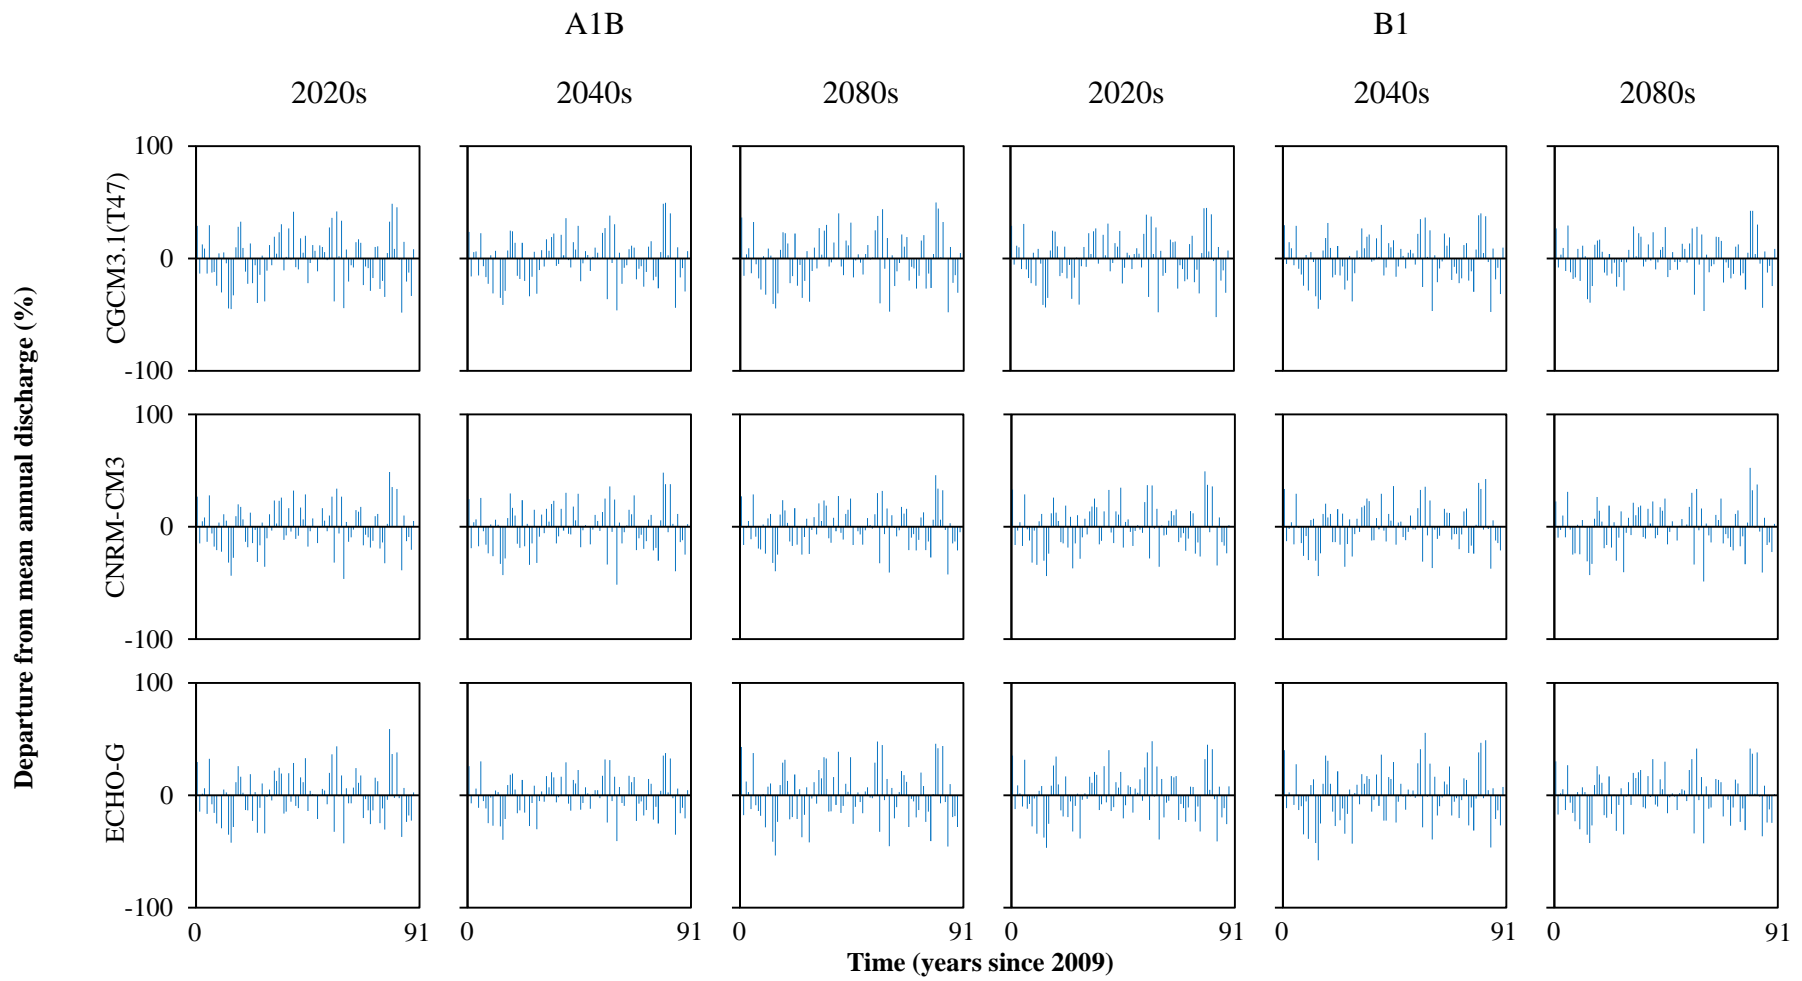 A1B B1
2020s 2040s 2080s 2020s 2040s 2080s
Departure from mean annual discharge (%)
CGCM3.1(T47)
100
0
-100
CNRM-CM3
100
0
-100
ECHO-G
100
0
-100
0 91 0 91 0 91 0 91 0 91 0 91
Time (years since 2009)